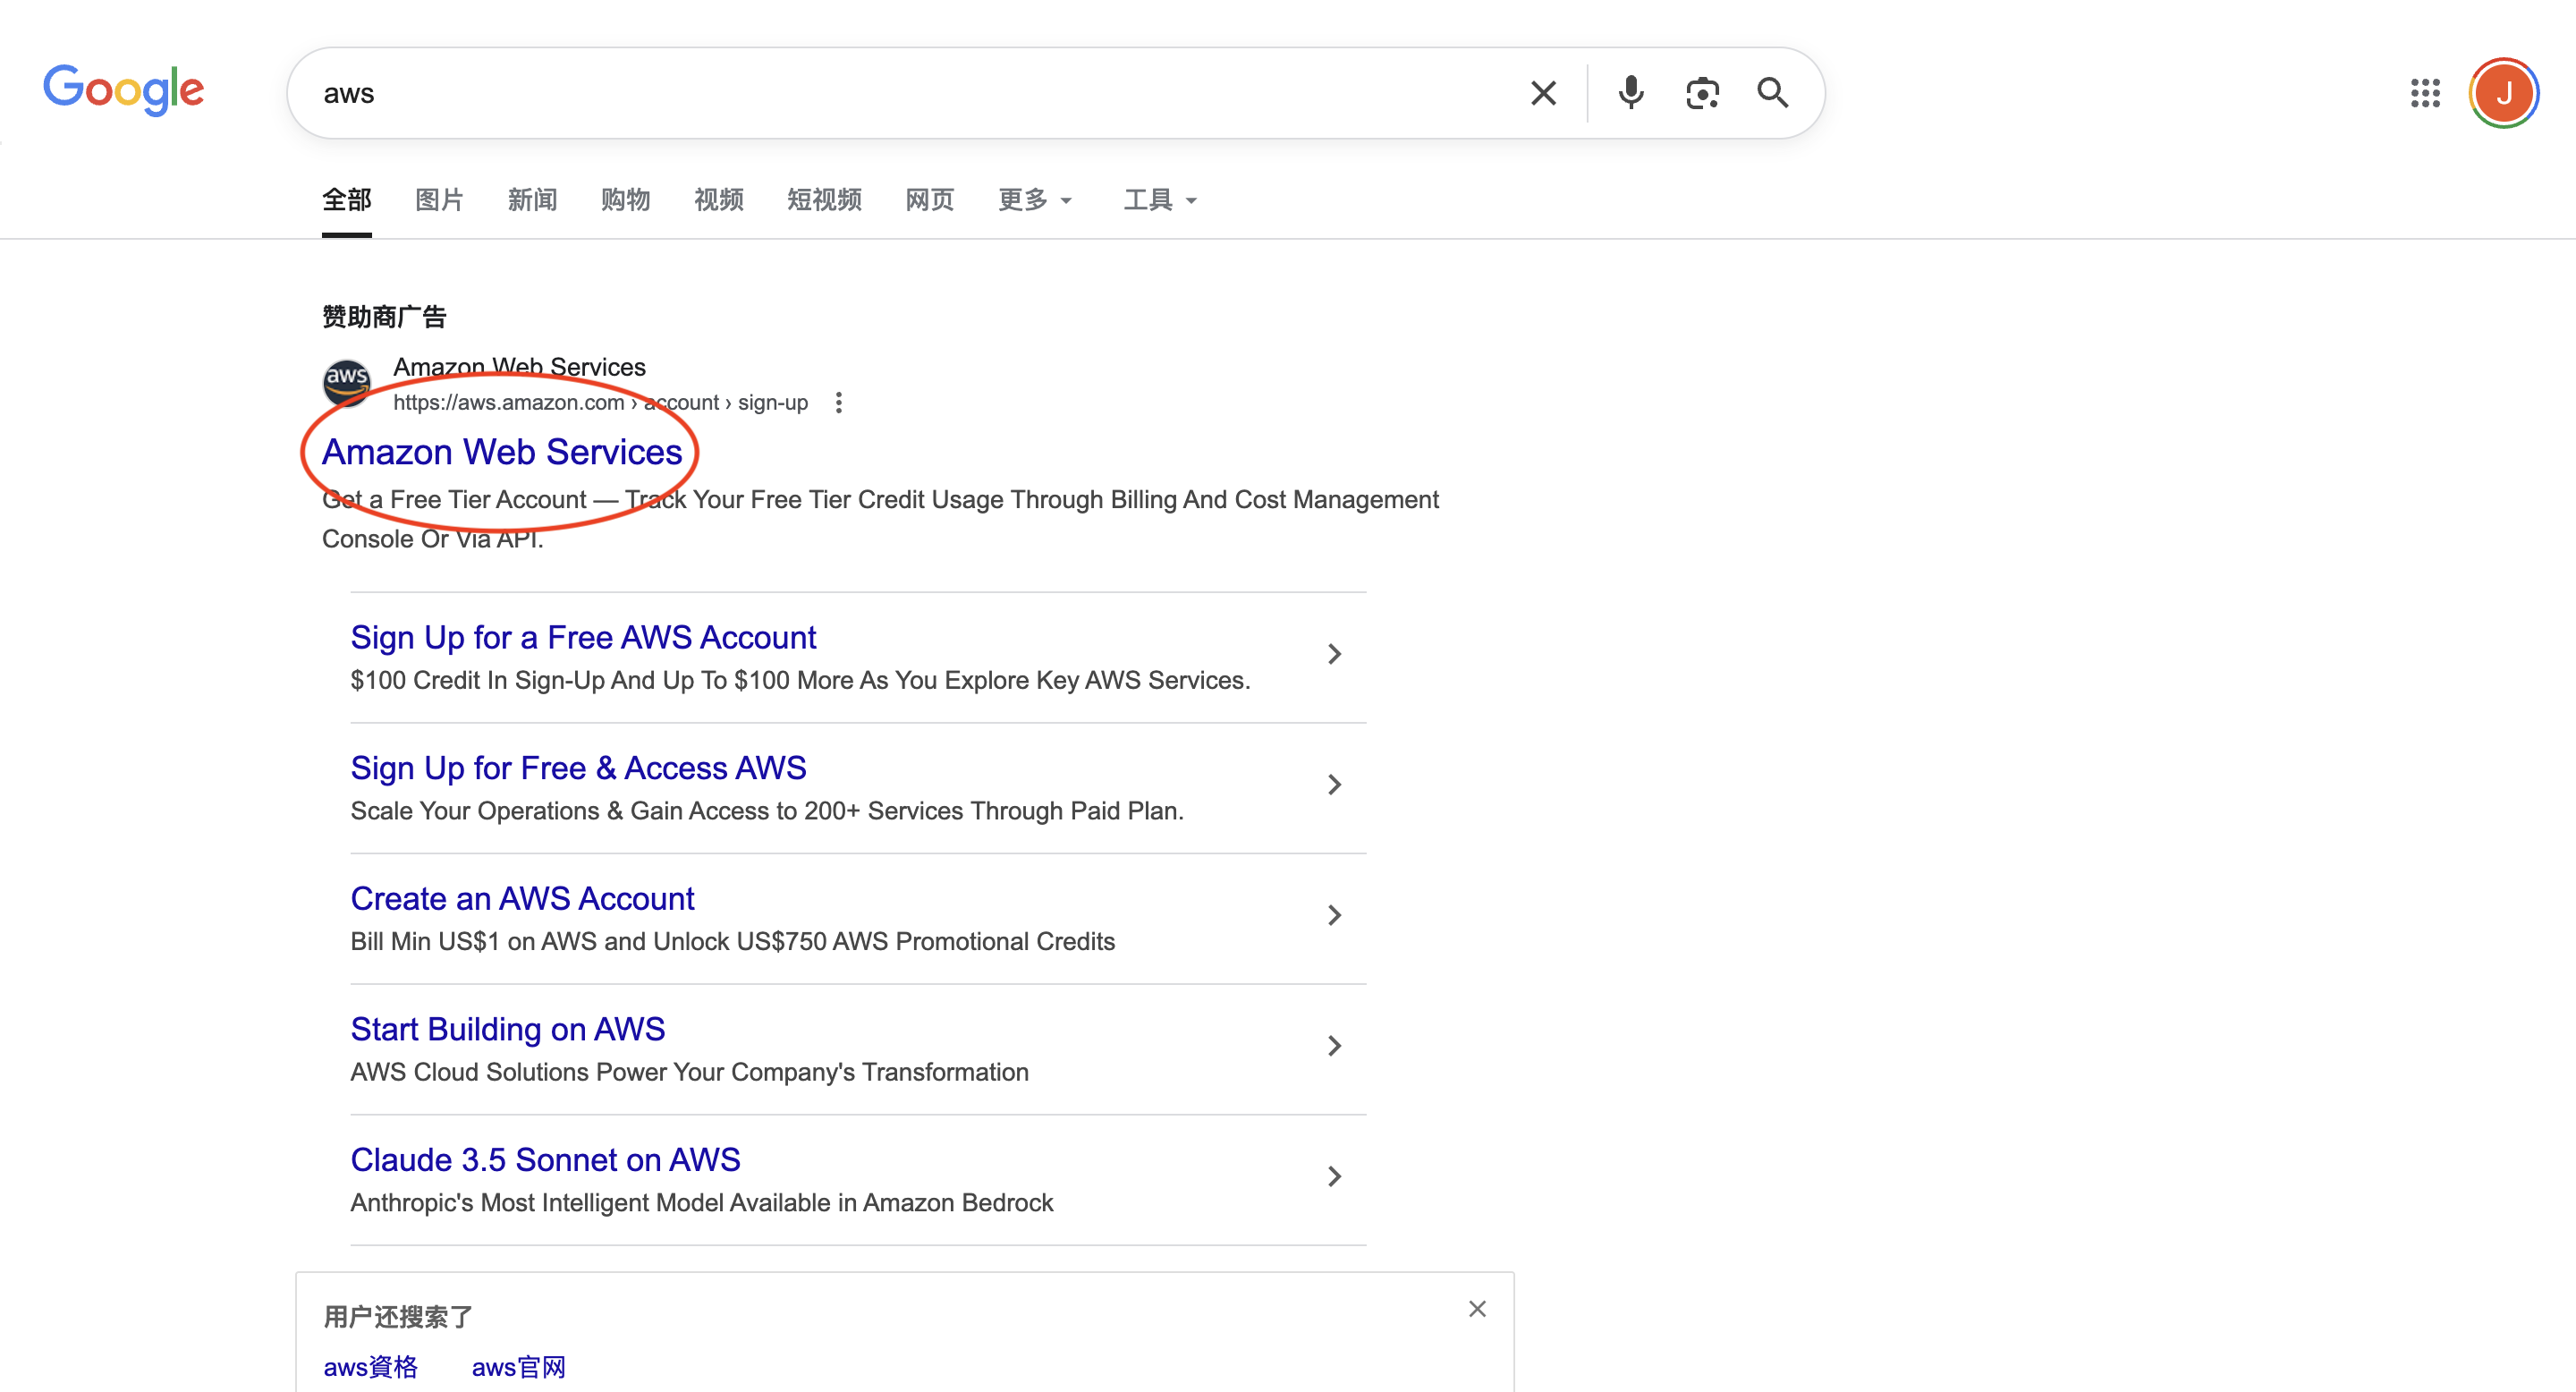 Google
aws
J
全部 图片 新闻 购物 视频 短视频 网页 更多 工具
赞助商广告
aws
Amazon Web Services
https://aws.amazon.com › account › sign-up
Amazon Web Services
Get a Free Tier Account — Track Your Free Tier Credit Usage Through Billing And Cost Management
Console Or Via API.
Sign Up for a Free AWS Account
$100 Credit In Sign-Up And Up To $100 More As You Explore Key AWS Services.
Sign Up for Free & Access AWS
Scale Your Operations & Gain Access to 200+ Services Through Paid Plan.
Create an AWS Account
Bill Min US$1 on AWS and Unlock US$750 AWS Promotional Credits
Start Building on AWS
AWS Cloud Solutions Power Your Company's Transformation
Claude 3.5 Sonnet on AWS
Anthropic's Most Intelligent Model Available in Amazon Bedrock
用户还搜索了
aws資格 aws官网